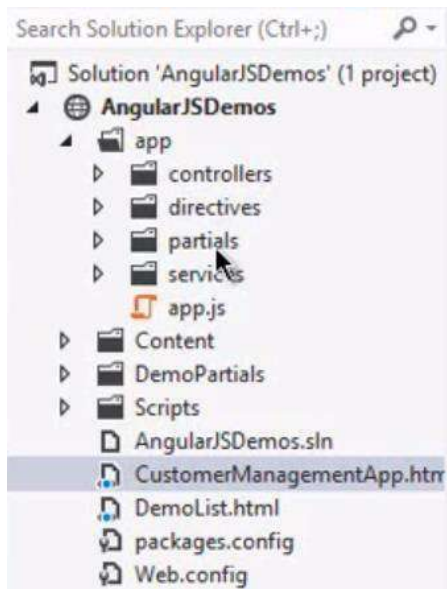 Search Solution Explorer (Ctrl+;)
Solution 'AngularJSDemos' (1 project)
AngularJSDemos
app
controllers
directives
partials
services
app.js
Content
DemoPartials
Scripts
AngularJSDemos.sln
CustomerManagementApp.htm
DemoList.html
packages.config
Web.config